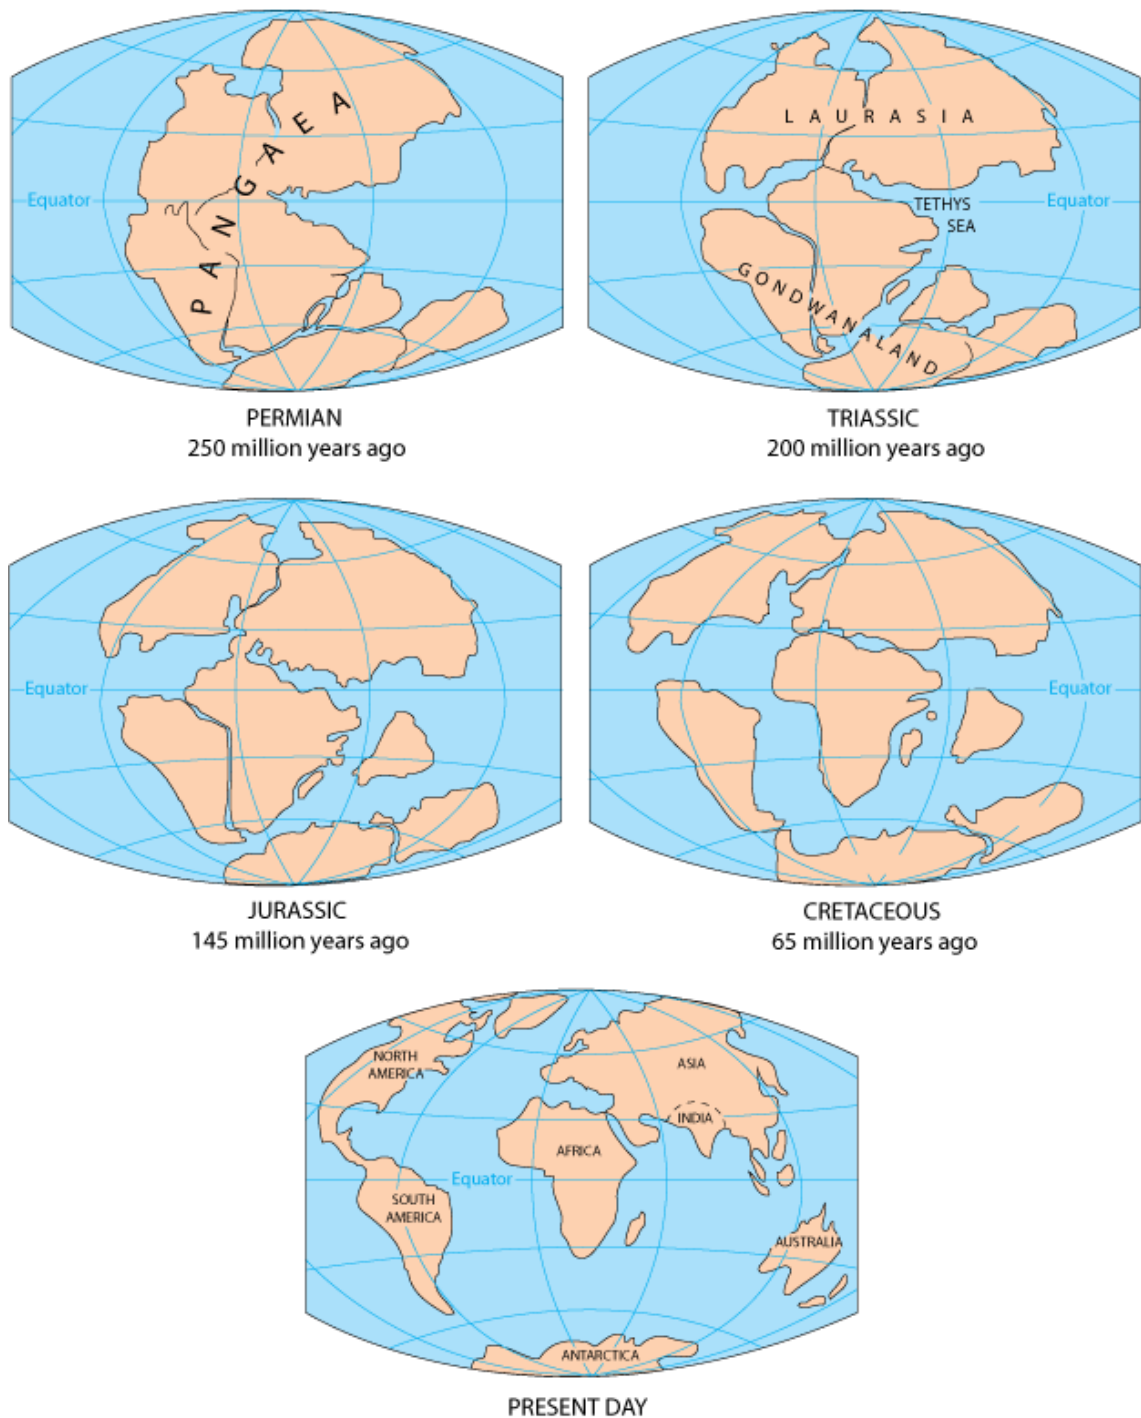 PANGAEA
Equator
PERMIAN
250 million years ago
LAURASIA
TETHYS
SEA
Equator
GONDWANALAND
TRIASSIC
200 million years ago
Equator
JURASSIC
145 million years ago
Equator
CRETACEOUS
65 million years ago
NORTH
AMERICA
ASIA
INDIA
AFRICA
Equator
SOUTH
AMERICA
AUSTRALIA
ANTARCTICA
PRESENT DAY